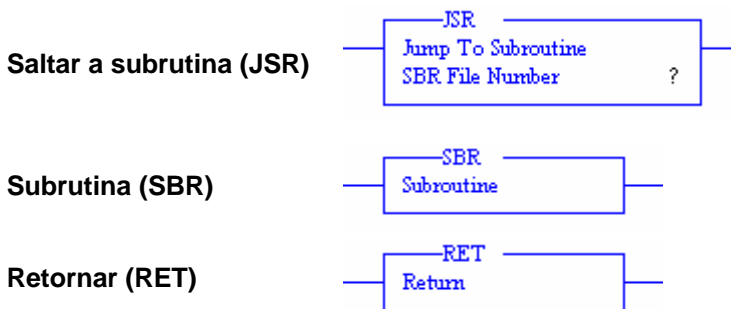 Saltar a subrutina (JSR)
JSR
Jump To Subroutine
SBR File Number ?
Subrutina (SBR)
SBR
Subroutine
Retornar (RET)
RET
Return